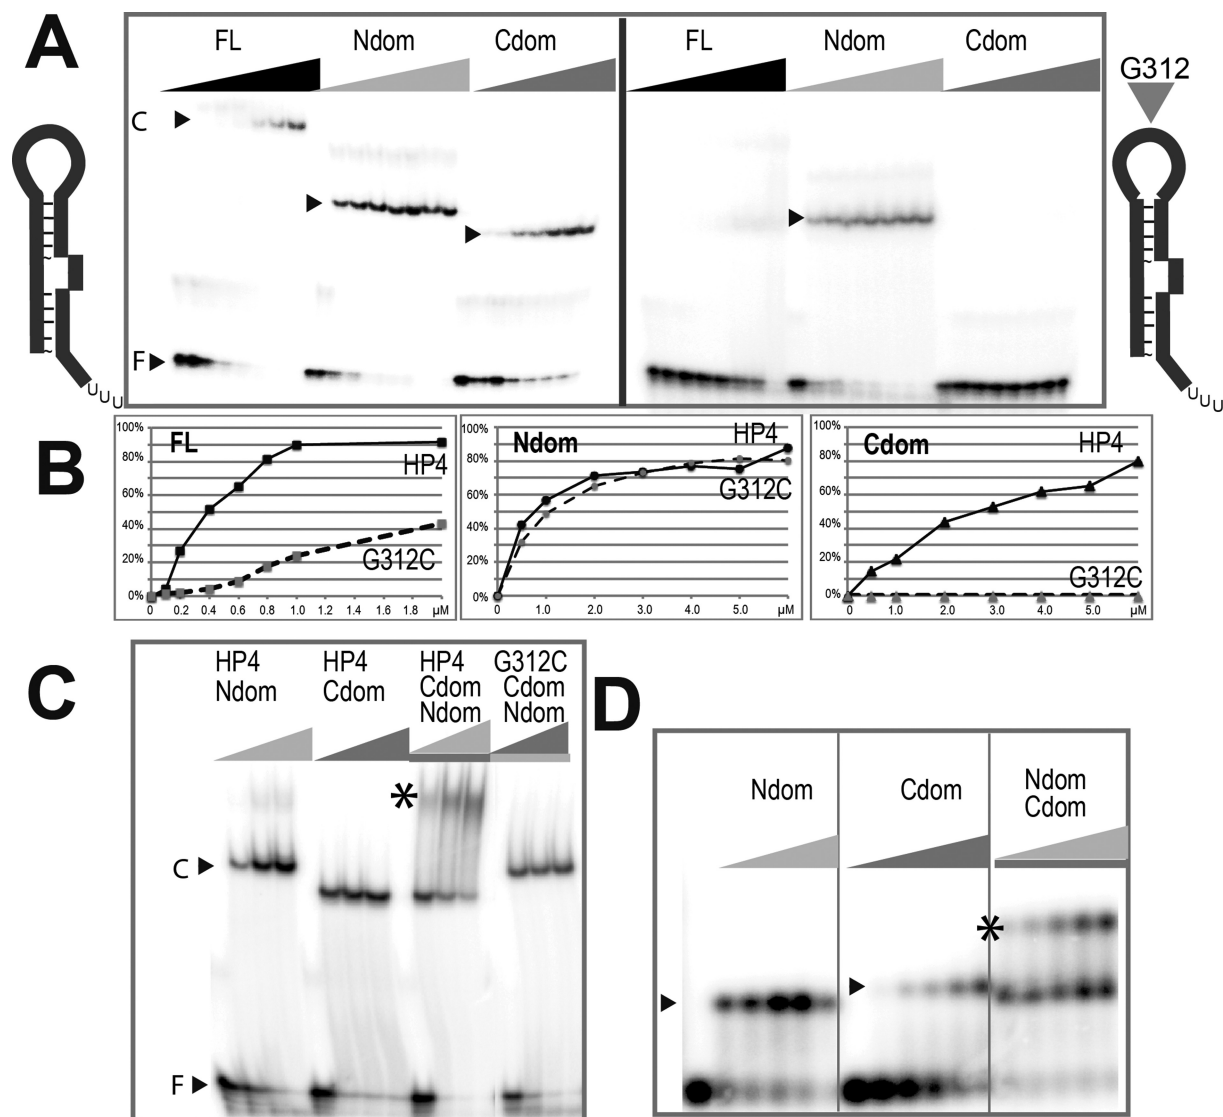 A
FL Ndom Cdom FL Ndom Cdom
G312
C
F
UUU
UUU
B
FL
HP4
G312C
100%
80%
60%
40%
20%
0%
0 0.2 0.4 0.6 0.8 1.0 1.2 1.4 1.6 1.8 µM
Ndom
HP4
G312C
100%
80%
60%
40%
20%
0%
0 1.0 2.0 3.0 4.0 5.0 µM
Cdom
HP4
G312C
100%
80%
60%
40%
20%
0%
0 1.0 2.0 3.0 4.0 5.0 µM
C
HP4 HP4 HP4 G312C
Ndom Cdom Cdom Cdom
Ndom Ndom
*
C
F
D
Ndom Cdom Ndom
Cdom
*